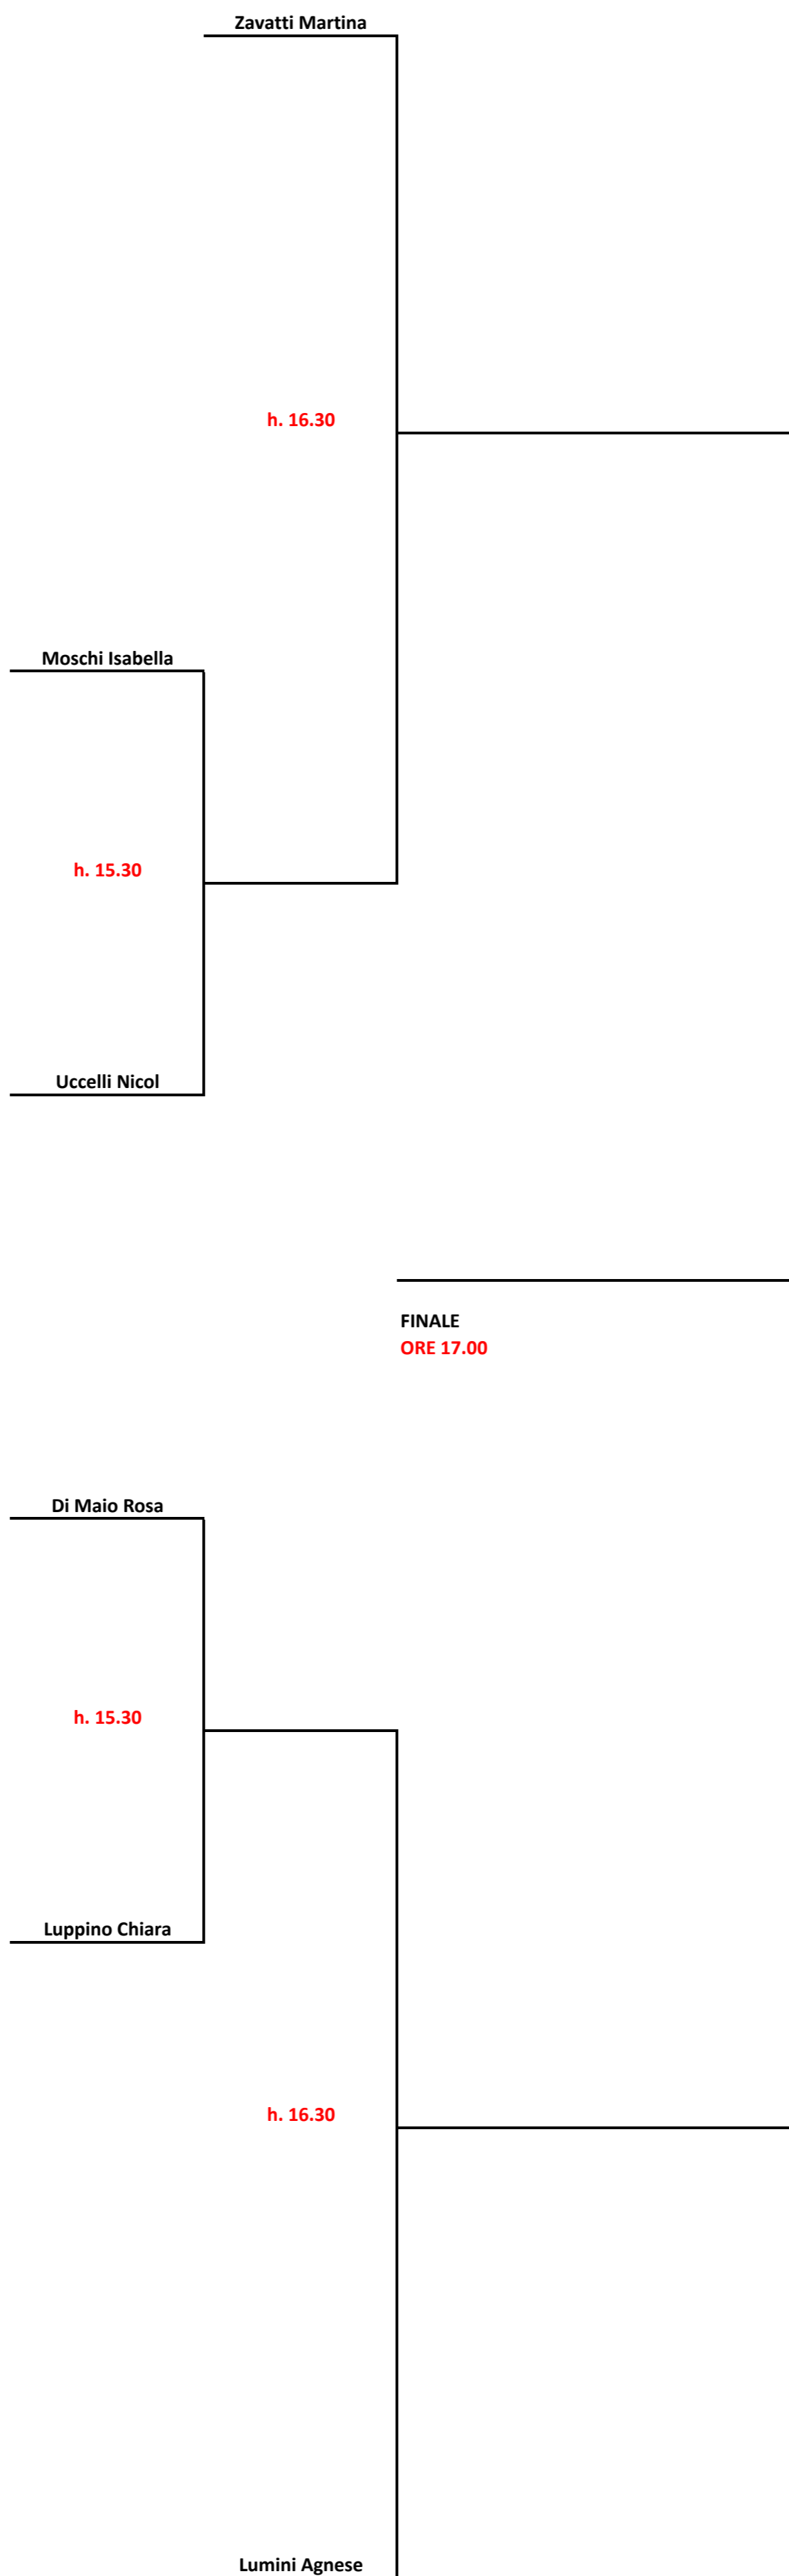 Zavatti Martina
h. 16.30
Moschi Isabella
h. 15.30
Uccelli Nicol
FINALE
ORE 17.00
Di Maio Rosa
h. 15.30
Luppino Chiara
h. 16.30
Lumini Agnese